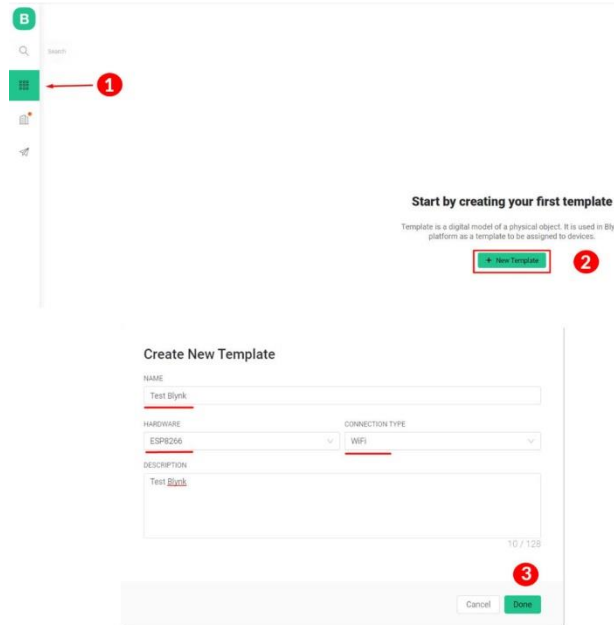 B
Search
1
Start by creating your first template
Template is a digital model of a physical object. It is used in Bly
platform as a template to be assigned to devices.
+ New Template
2
Create New Template
NAME
Test Blynk
HARDWARE
CONNECTION TYPE
ESP8266
WiFi
DESCRIPTION
Test Blynk
10 / 128
3
Cancel
Done